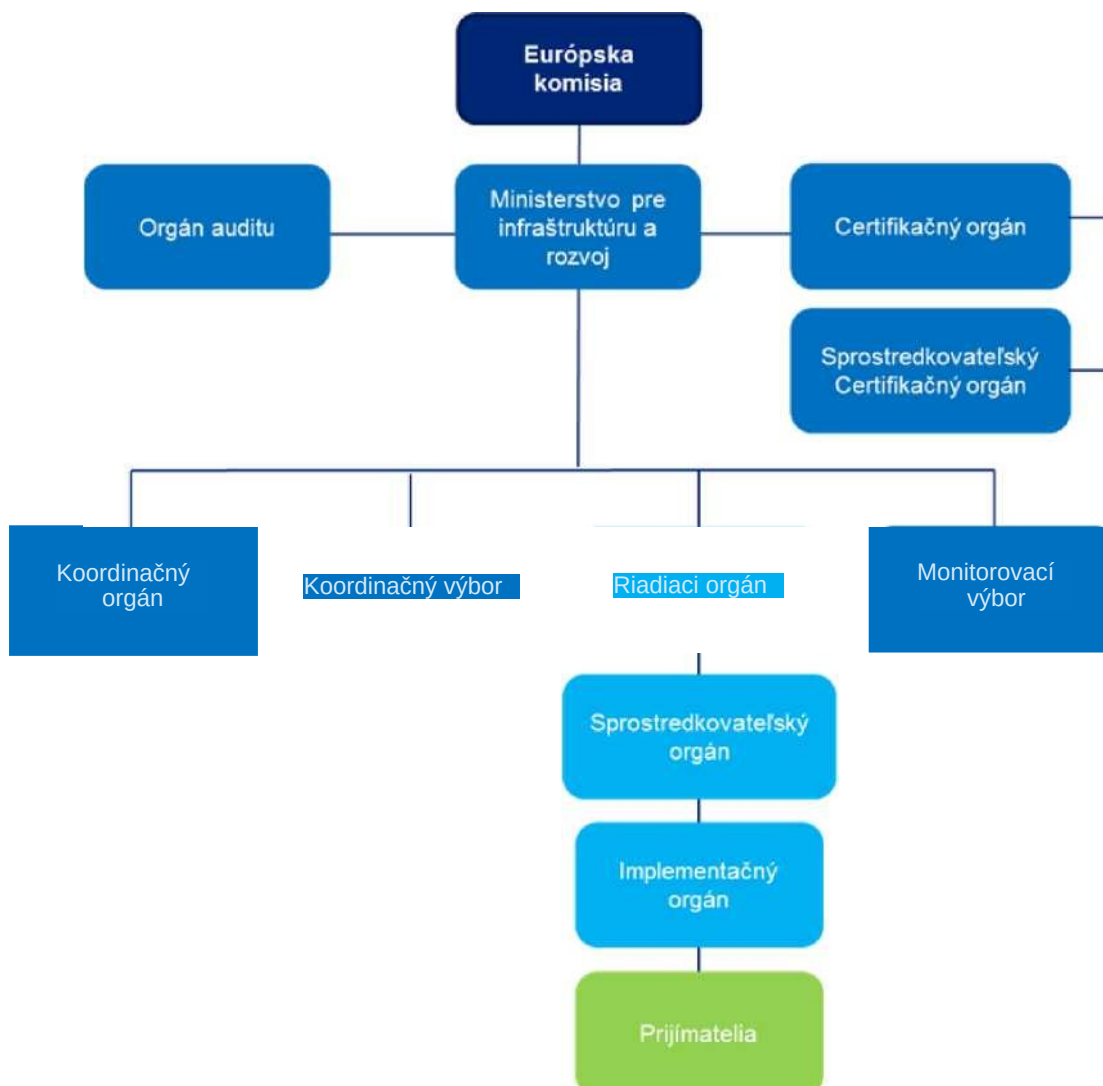 Európska
komisia
Orgán auditu
Ministerstvo pre
infraštruktúru a
rozvoj
Certifikačný orgán
Sprostredkovateľský
Certifikačný orgán
Koordinačný
orgán
Koordinačný výbor
Riadiaci orgán
Monitorovací
výbor
Sprostredkovateľský
orgán
Implementačný
orgán
Prijímatelia